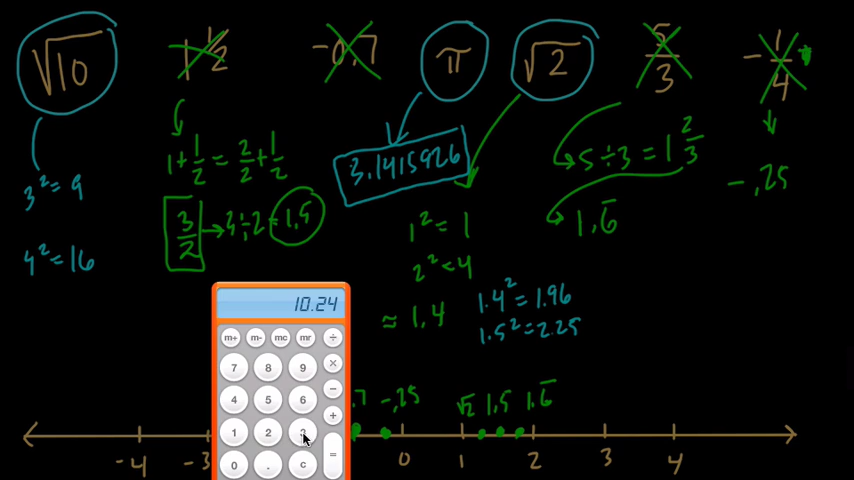 √10 1 1/2 -0.7 π √2 5/3 -1/4
3² = 9
4² = 16
1 + 1/2 = 2/2 + 1/2
3/2 → 3÷2 = 1.5
3.1415926
1² = 1
2² = 4
≈ 1.4
1.4² = 1.96
1.5² = 2.25
5 ÷ 3 = 1 2/3
1.6̅
-.25
10.24
m+ m- mc mr ÷
7 8 9 ×
4 5 6 −
1 2 +
0 . c =
.7 -.25 √2 1.5 1.6̅
-4 -3 0 1 2 3 4